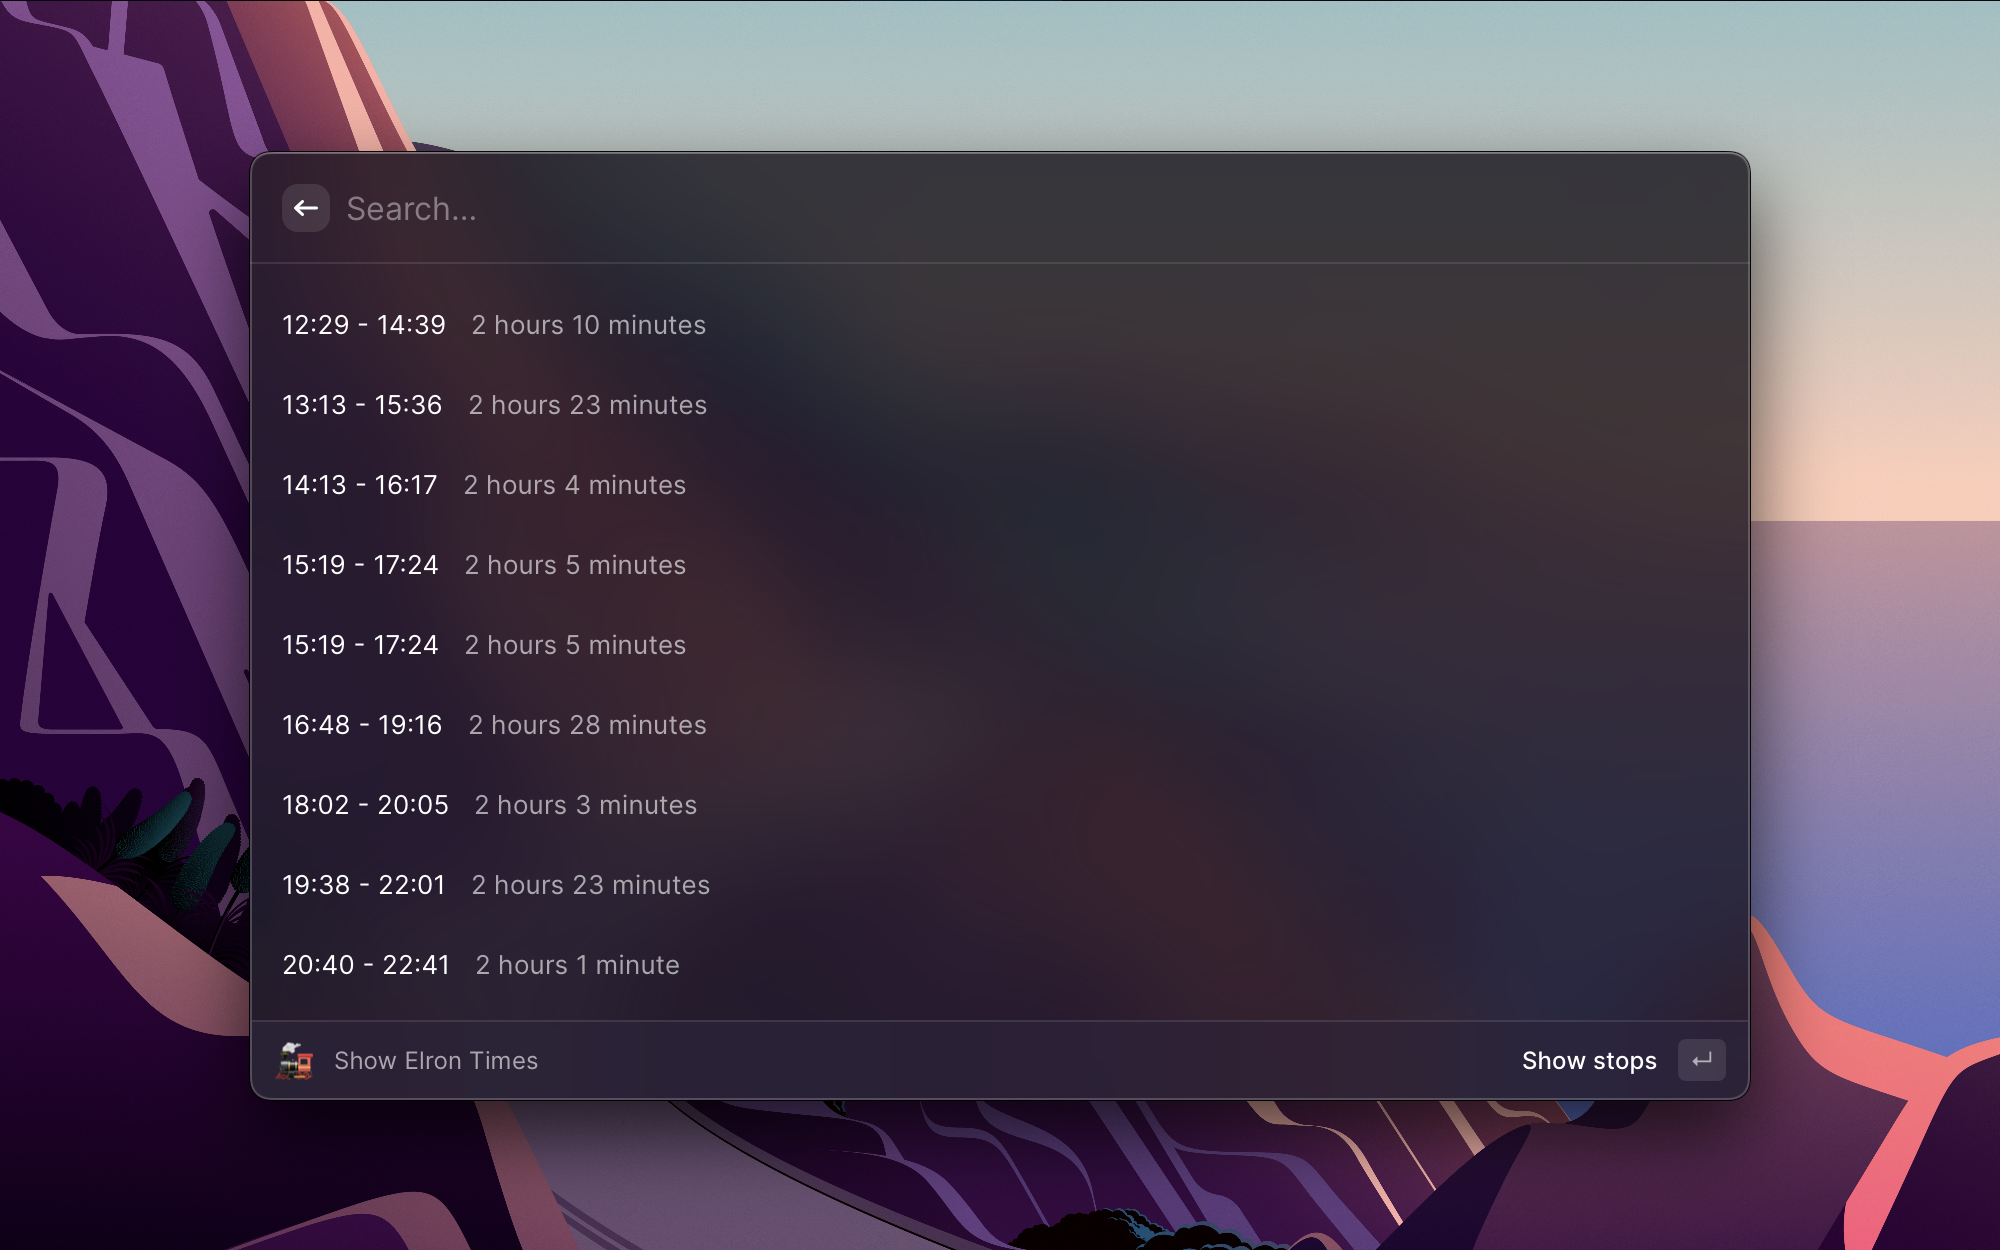 Search...
12:29 - 14:39 2 hours 10 minutes
13:13 - 15:36 2 hours 23 minutes
14:13 - 16:17 2 hours 4 minutes
15:19 - 17:24 2 hours 5 minutes
15:19 - 17:24 2 hours 5 minutes
16:48 - 19:16 2 hours 28 minutes
18:02 - 20:05 2 hours 3 minutes
19:38 - 22:01 2 hours 23 minutes
20:40 - 22:41 2 hours 1 minute
Show Elron Times Show stops